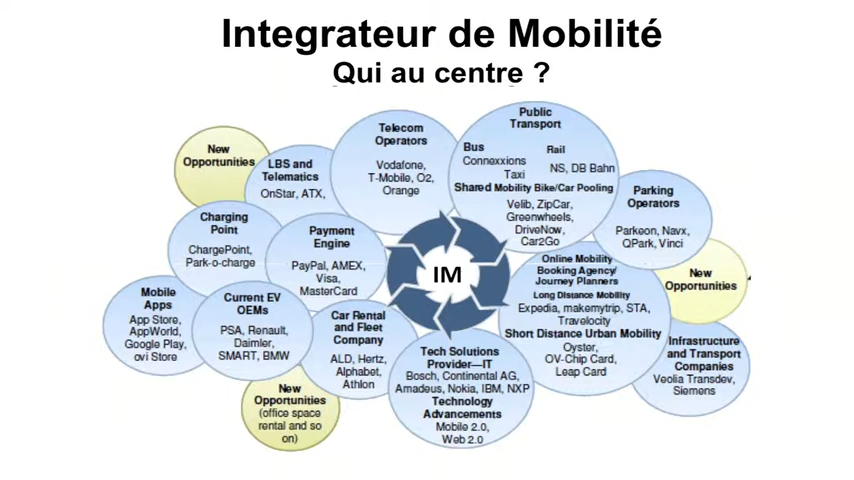 Integrateur de Mobilité
Qui au centre ?
New
Opportunities
LBS and
Telematics
OnStar, ATX,
Telecom
Operators
Vodafone,
T-Mobile, O2,
Orange
Public
Transport
Bus
Rail
Connexxions
NS, DB Bahn
Taxi
Shared Mobility Bike/Car Pooling
Velib, ZipCar,
Greenwheels,
DriveNow,
Car2Go
Parking
Operators
Parkeon, Navx,
QPark, Vinci
Charging
Point
ChargePoint,
Park-o-charge
Payment
Engine
PayPal, AMEX,
Visa,
MasterCard
IM
Online Mobility
Booking Agency/
Journey Planners
Long Distance Mobility
Expedia, makemytrip, STA,
Travelocity
Short Distance Urban Mobility
Oyster,
OV-Chip Card,
Leap Card
New
Opportunities
Mobile
Apps
App Store,
AppWorld,
Google Play,
ovi Store
Current EV
OEMs
PSA, Renault,
Daimler,
SMART, BMW
Car Rental
and Fleet
Company
ALD, Hertz,
Alphabet,
Athlon
Tech Solutions
Provider—IT
Bosch, Continental AG,
Amadeus, Nokia, IBM, NXP
Technology
Advancements
Mobile 2.0,
Web 2.0
Infrastructure
and Transport
Companies
Veolia Transdev,
Siemens
New
Opportunities
(office space
rental and so
on)